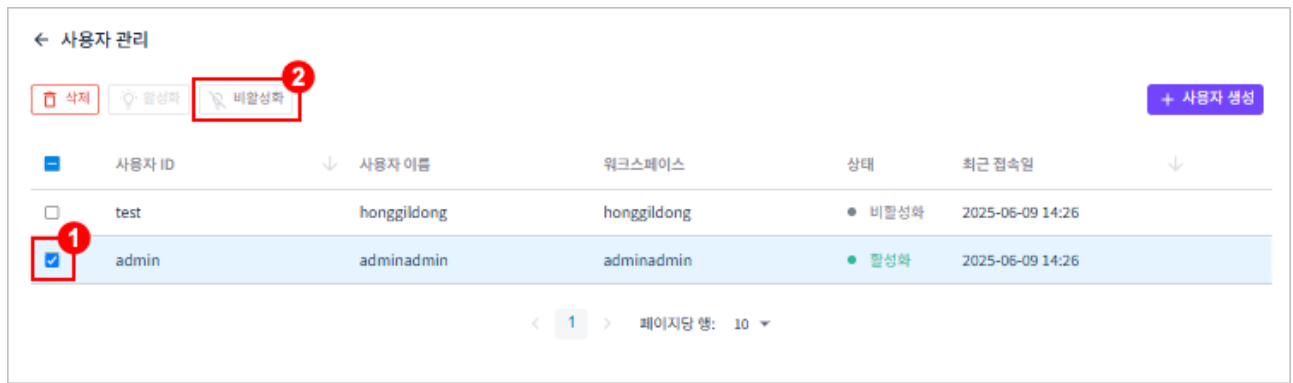 ← 사용자 관리
삭제 활성화 비활성화 2 + 사용자 생성
사용자 ID 사용자 이름 워크스페이스 상태 최근 접속일
test honggildong honggildong 비활성화 2025-06-09 14:26
1
admin adminadmin adminadmin 활성화 2025-06-09 14:26
< 1 > 페이지당 행: 10